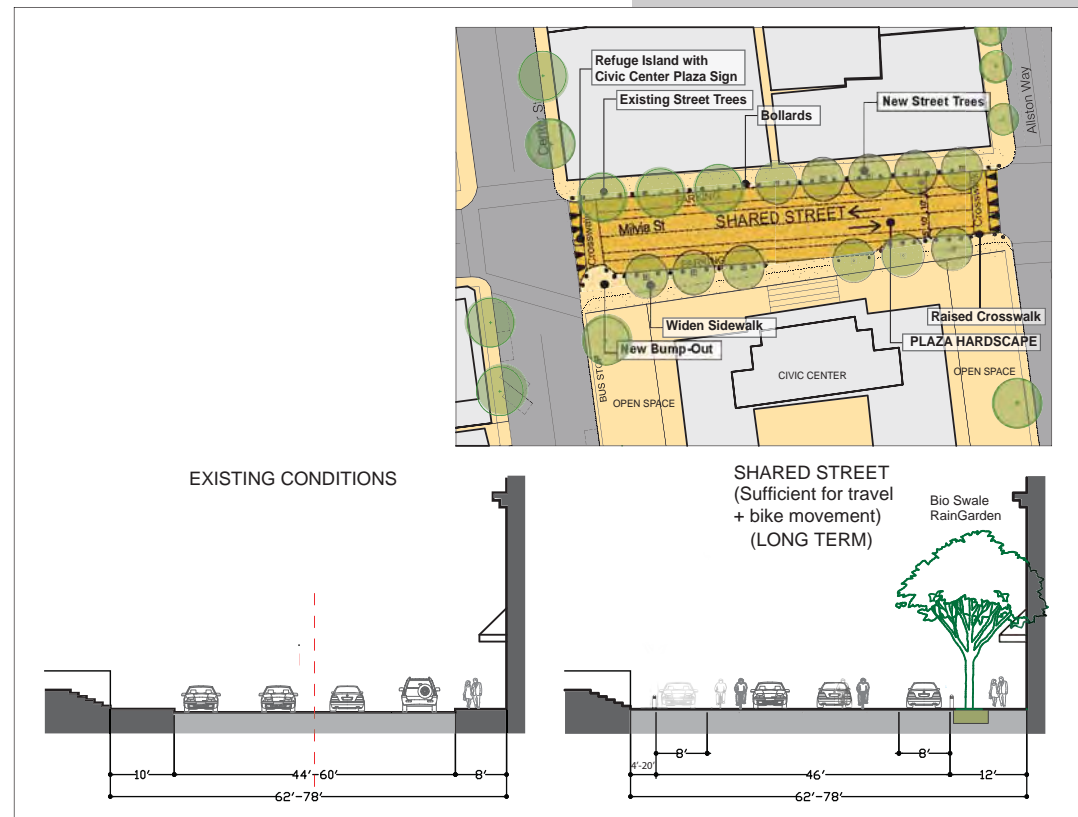 Refuge Island with
Civic Center Plaza Sign
Existing Street Trees
Bollards
New Street Trees
Center St
Allston Way
Crosswalk
PARKING
SHARED STREET
Milvia St
Crosswalk
PARKING
Widen Sidewalk
New Bump-Out
Raised Crosswalk
PLAZA HARDSCAPE
BUS STOP
OPEN SPACE
CIVIC CENTER
OPEN SPACE
EXISTING CONDITIONS
10'
44'-60'
8'
62'-78'
SHARED STREET
(Sufficient for travel
+ bike movement)
(LONG TERM)
Bio Swale
RainGarden
8'
8'
4'-20'
46'
12'
62'-78'